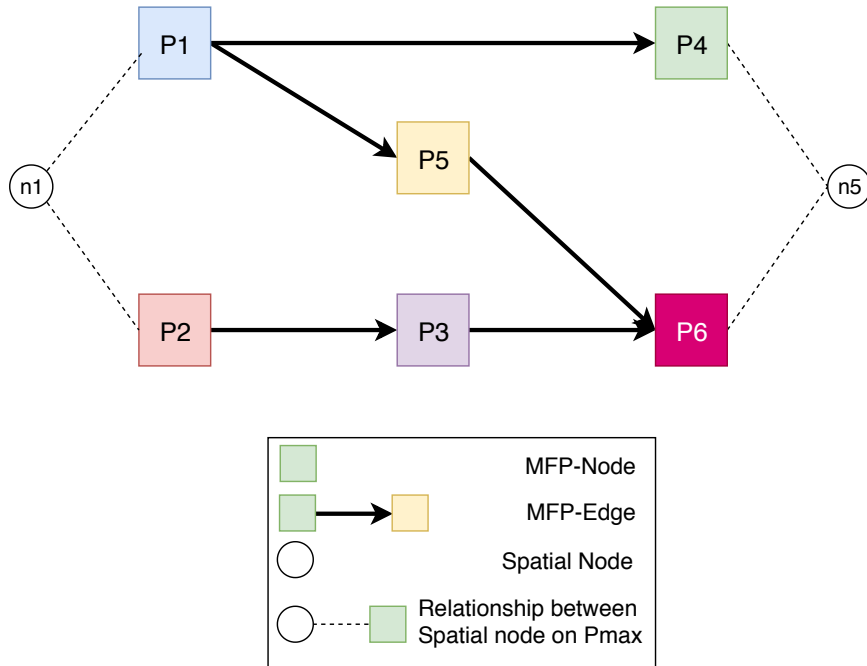 P1
P4
P5
n1
n5
P2
P3
P6
MFP-Node
MFP-Edge
Spatial Node
Relationship between
Spatial node on Pmax